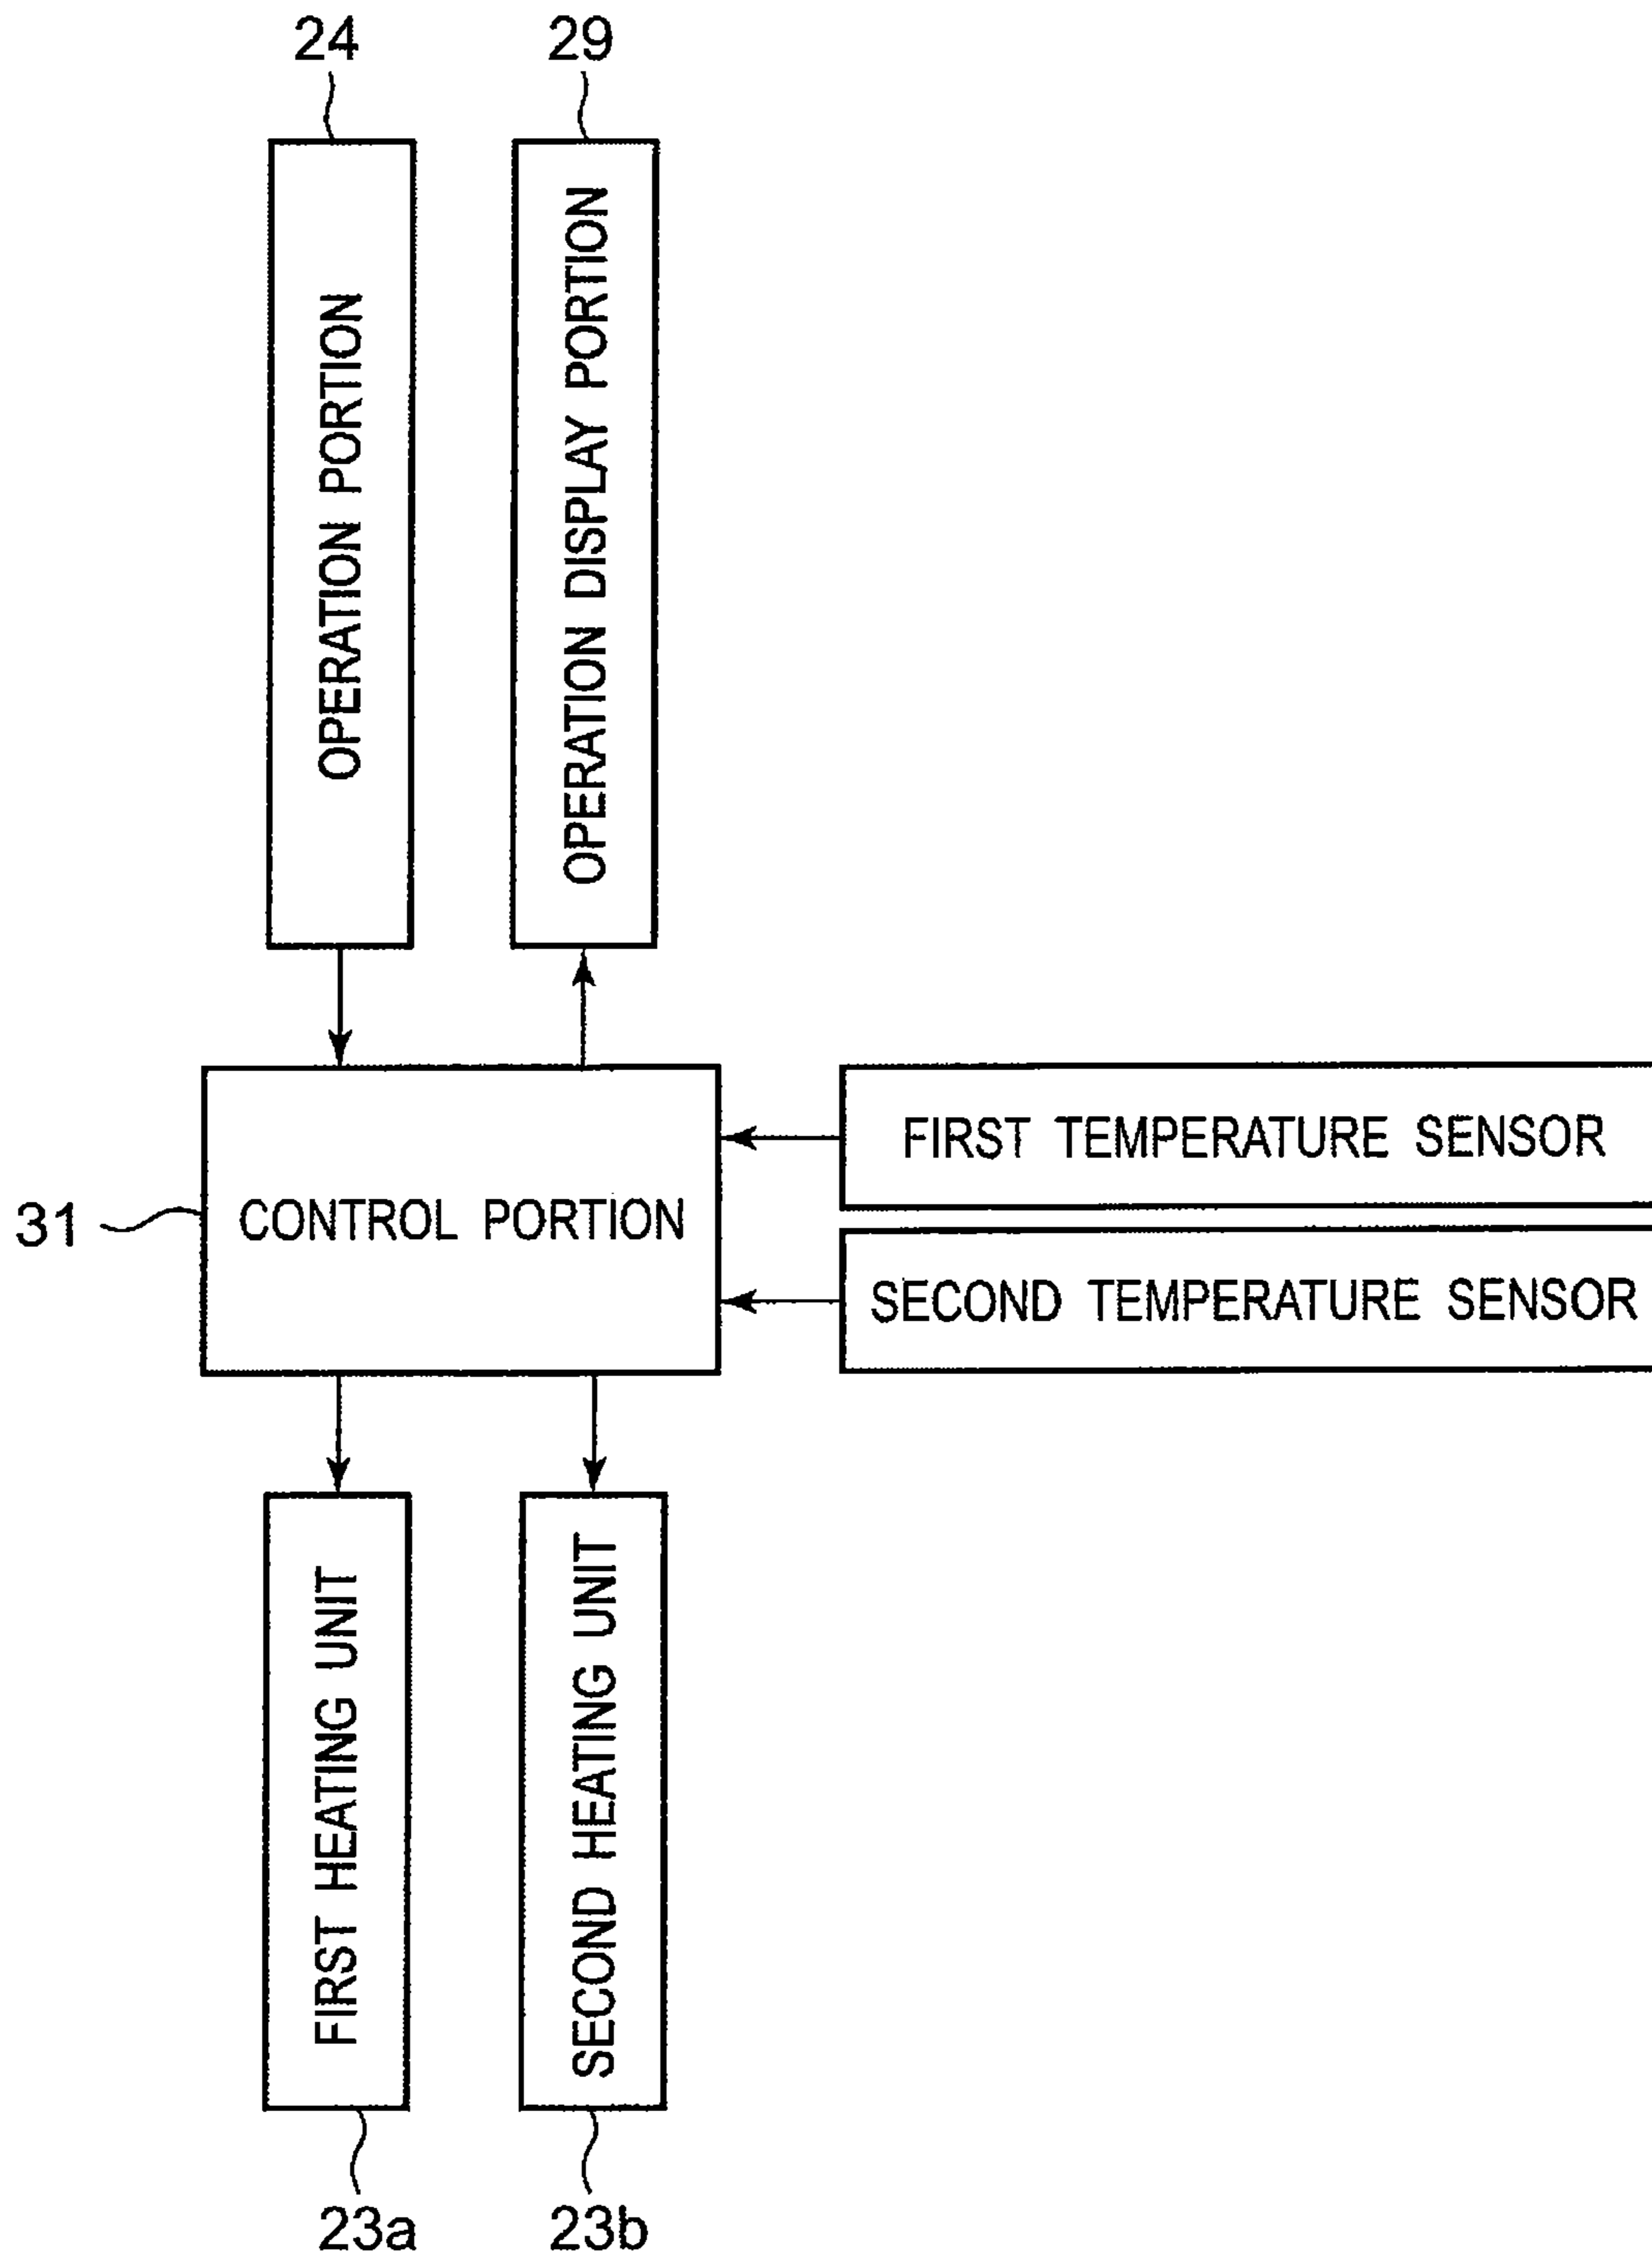 24
29
OPERATION PORTION
OPERATION DISPLAY PORTION
FIRST TEMPERATURE SENSOR
31
CONTROL PORTION
SECOND TEMPERATURE SENSOR
FIRST HEATING UNIT
SECOND HEATING UNIT
23a
23b